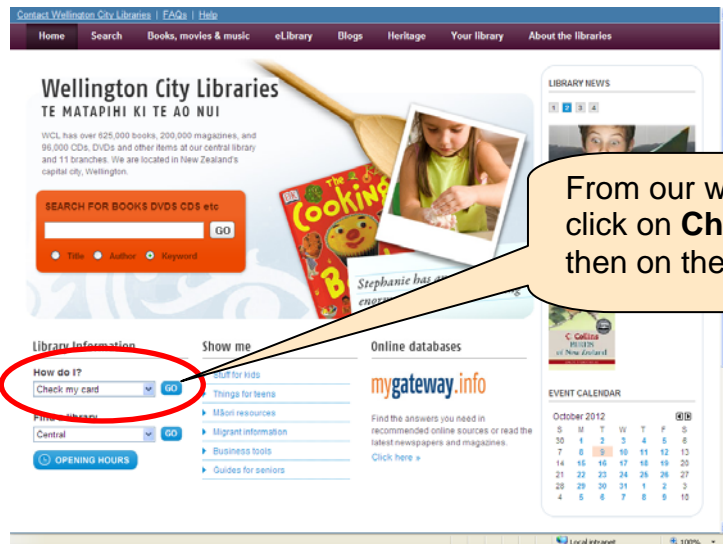 Contact Wellington City Libraries | FAQs | Help
Home Search Books, movies & music eLibrary Blogs Heritage Your library About the libraries
Wellington City Libraries
TE MATAPIHI KI TE AO NUI
WCL has over 625,000 books, 200,000 magazines, and
96,000 CDs, DVDs and other items at our central library
and 11 branches. We are located in New Zealand's
capital city, Wellington.
SEARCH FOR BOOKS DVDS CDS etc
GO
Title Author Keyword
DK
the
Cooking
B
Stephanie has
LIBRARY NEWS
1 2 3 4
From our w
click on Ch
then on the
Collins
BIRDS
of New Zealand
Library Information
How do I?
Check my card GO
Central GO
OPENING HOURS
Show me
Stuff for kids
Things for teens
Māori resources
Migrant information
Business tools
Guides for seniors
Online databases
mygateway.info
Find the answers you need in
recommended online sources or read the
latest newspapers and magazines.
Click here »
EVENT CALENDAR
October 2012
S M T W T F S
30 1 2 3 4 5 6
7 8 9 10 11 12 13
14 15 16 17 18 19 20
21 22 23 24 25 26 27
28 29 30 31 1 2 3
4 5 6 7 8 9 10
Local intranet 100%